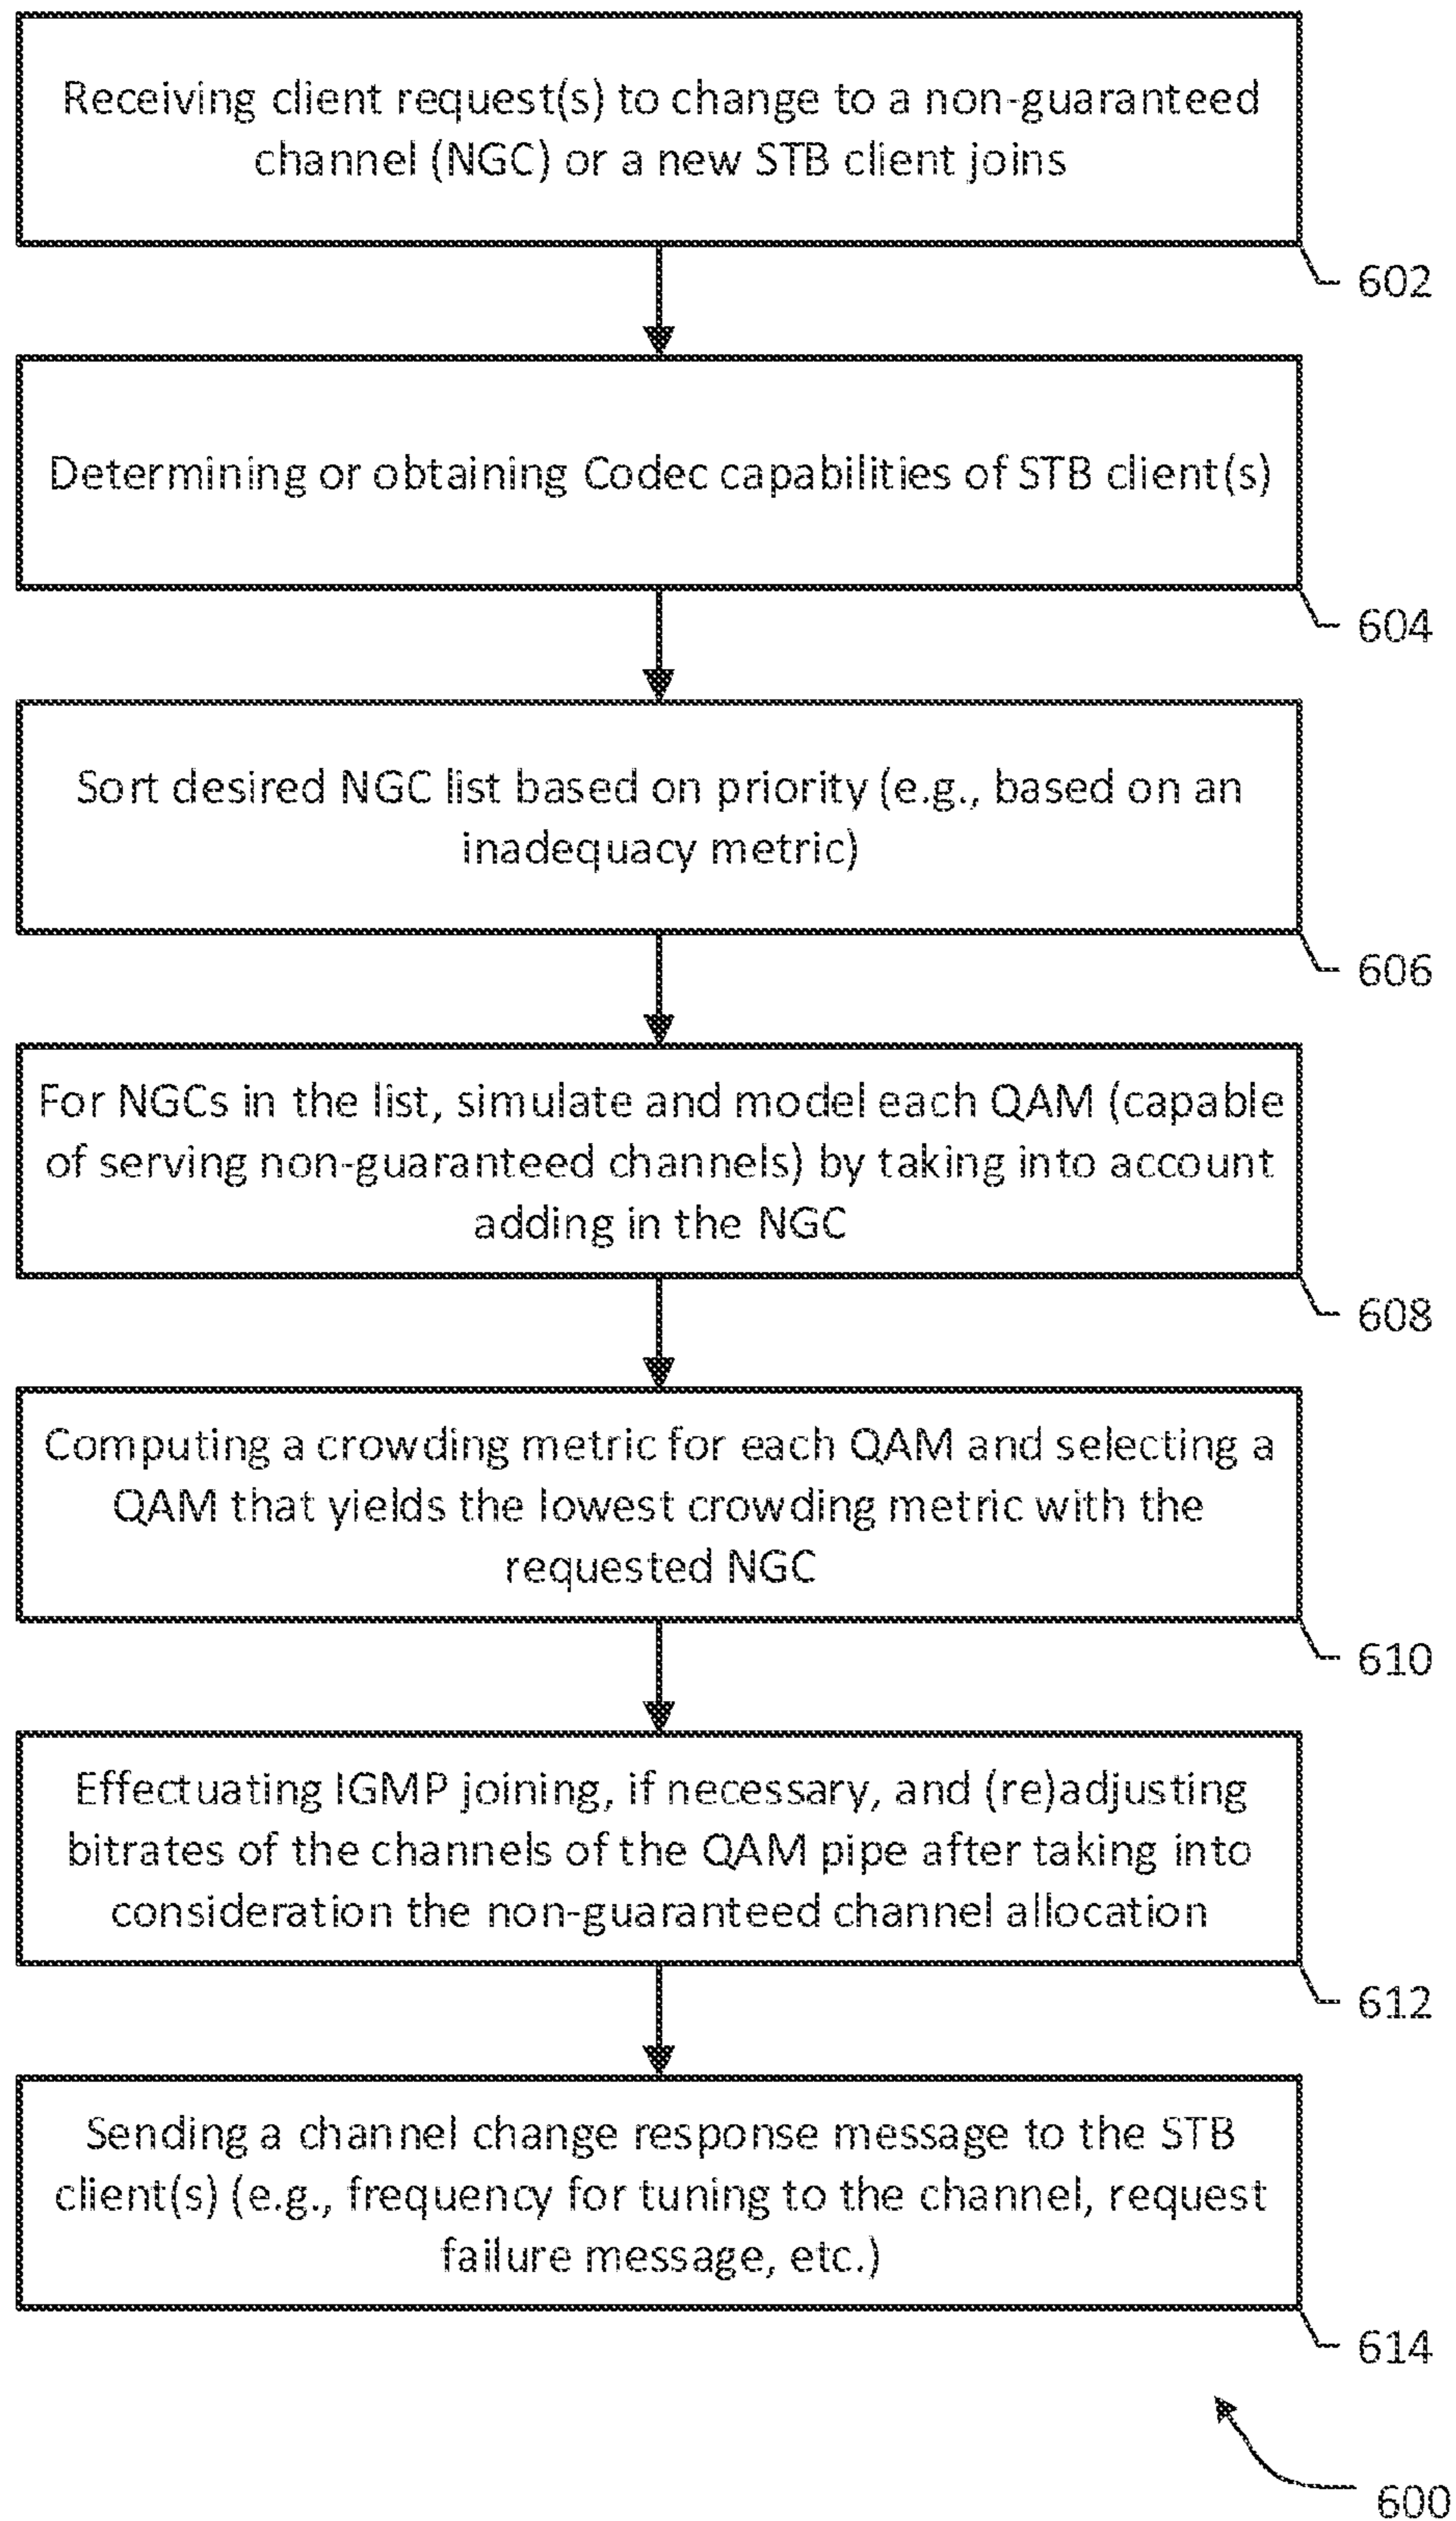 Receiving client request(s) to change to a non-guaranteed
channel (NGC) or a new STB client joins
602
Determining or obtaining Codec capabilities of STB client(s)
604
Sort desired NGC list based on priority (e.g., based on an
inadequacy metric)
606
For NGCs in the list, simulate and model each QAM (capable
of serving non-guaranteed channels) by taking into account
adding in the NGC
608
Computing a crowding metric for each QAM and selecting a
QAM that yields the lowest crowding metric with the
requested NGC
610
Effectuating IGMP joining, if necessary, and (re)adjusting
bitrates of the channels of the QAM pipe after taking into
consideration the non-guaranteed channel allocation
612
Sending a channel change response message to the STB
client(s) (e.g., frequency for tuning to the channel, request
failure message, etc.)
614
600